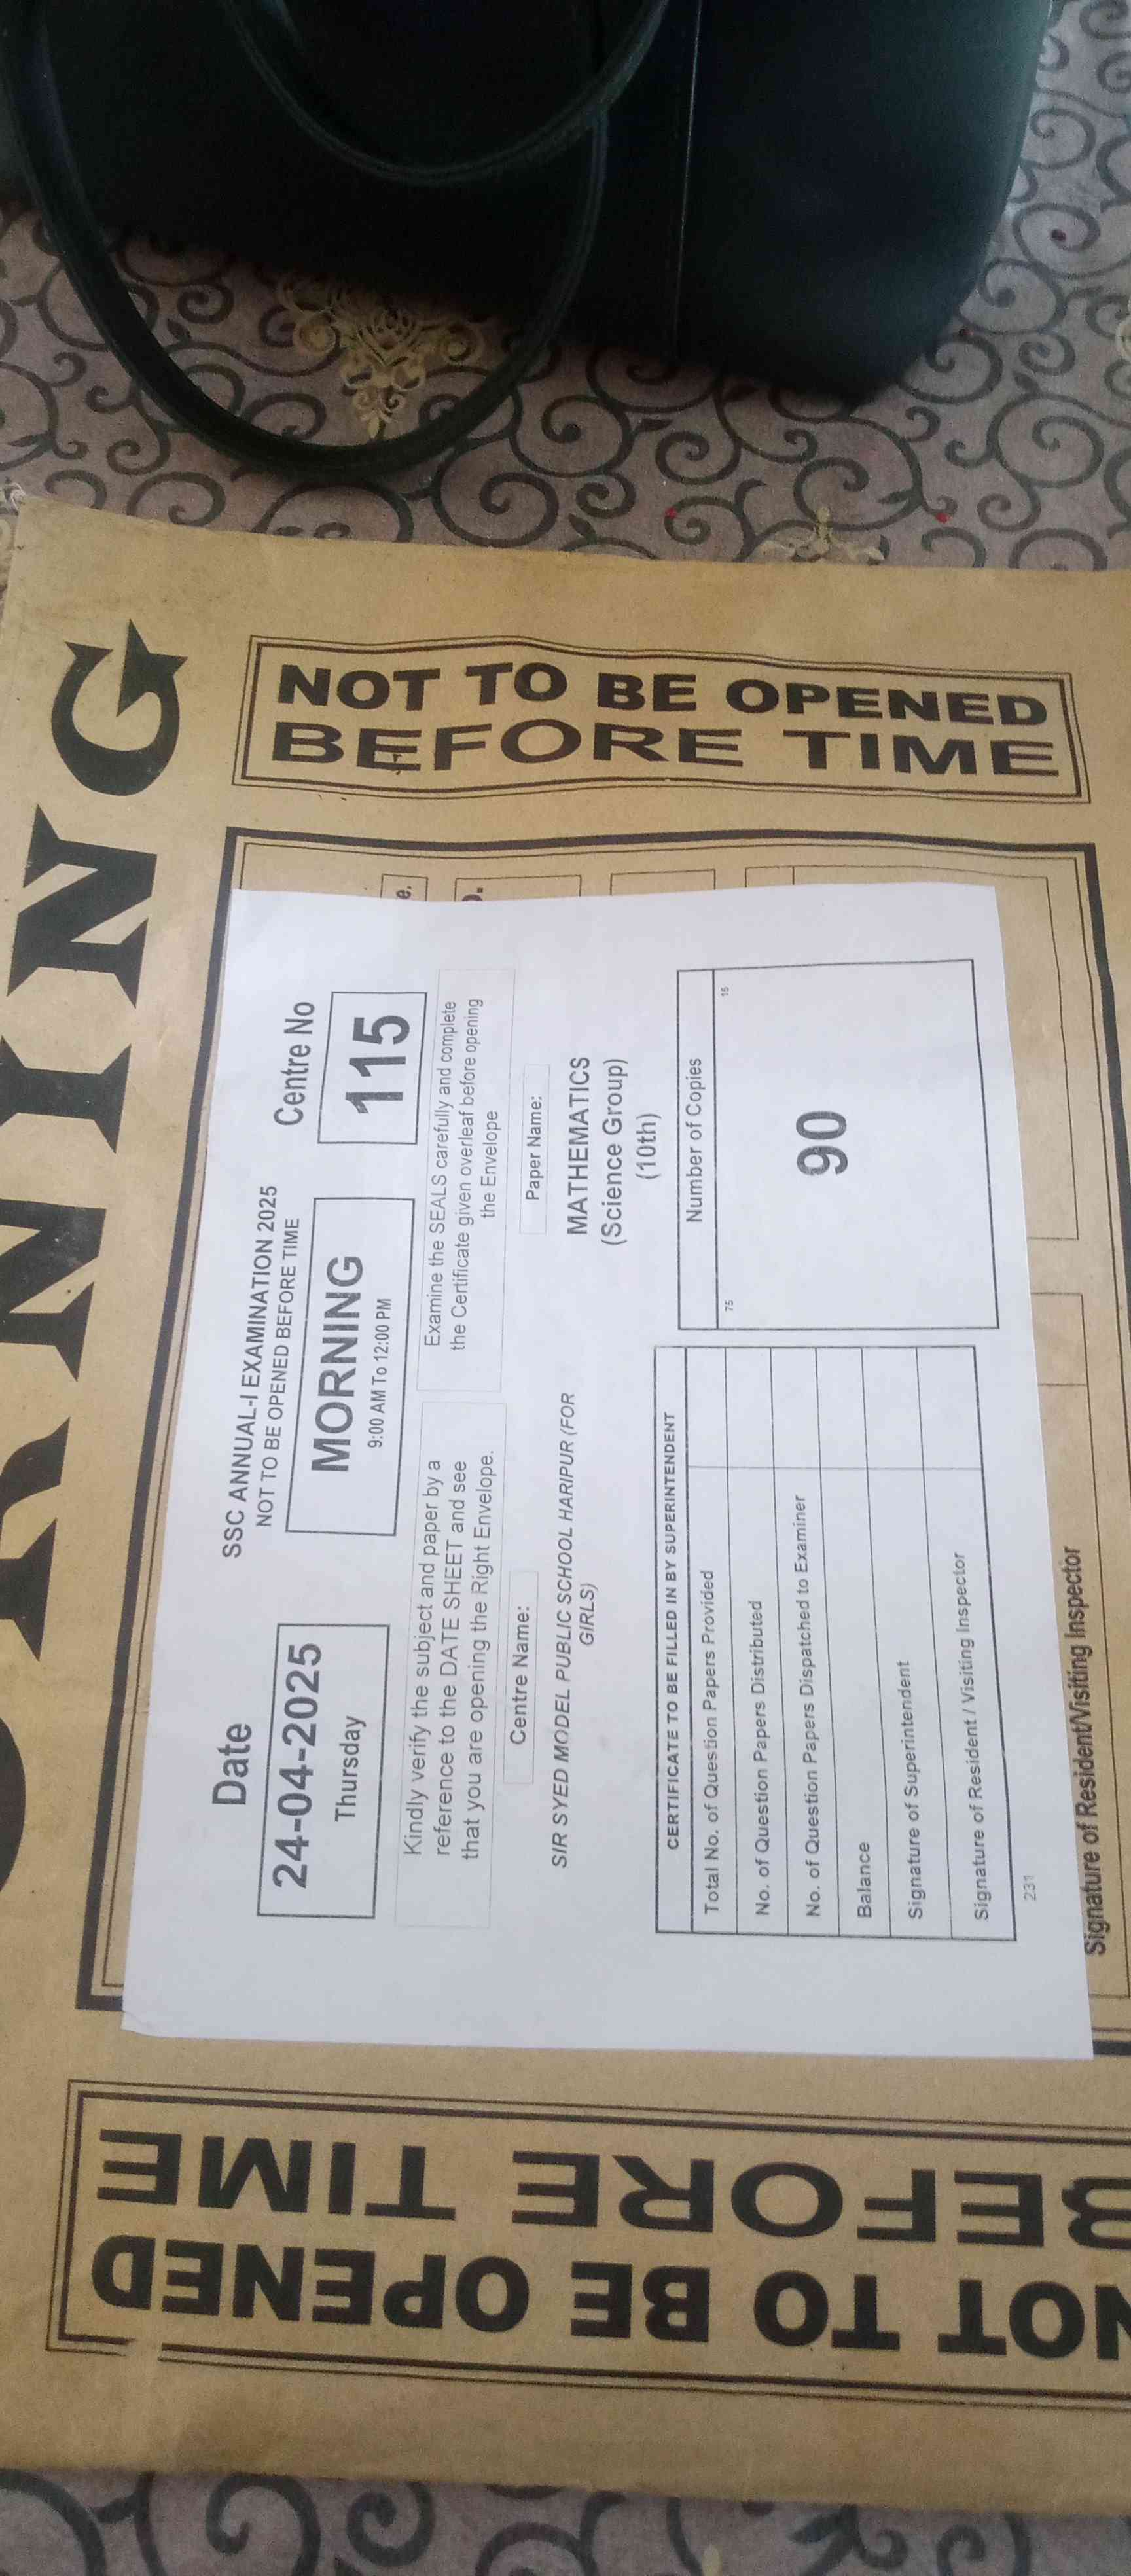 MORNING
NOT TO BE OPENED
BEFORE TIME
Date
24-04-2025
Thursday
SSC ANNUAL-I EXAMINATION 2025
NOT TO BE OPENED BEFORE TIME
MORNING
9:00 AM To 12:00 PM
Centre No
115
Kindly verify the subject and paper by a
reference to the DATE SHEET and see
that you are opening the Right Envelope.
Examine the SEALS carefully and complete
the Certificate given overleaf before opening
the Envelope
Centre Name:
SIR SYED MODEL PUBLIC SCHOOL HARIPUR (FOR
GIRLS)
Paper Name:
MATHEMATICS
(Science Group)
(10th)
CERTIFICATE TO BE FILLED IN BY SUPERINTENDENT
Total No. of Question Papers Provided
No. of Question Papers Distributed
No. of Question Papers Dispatched to Examiner
Balance
Signature of Superintendent
Signature of Resident / Visiting Inspector
Number of Copies
75 15
90
231
e.
Signature of Resident/Visiting Inspector
NOT TO BE OPENED
BEFORE TIME